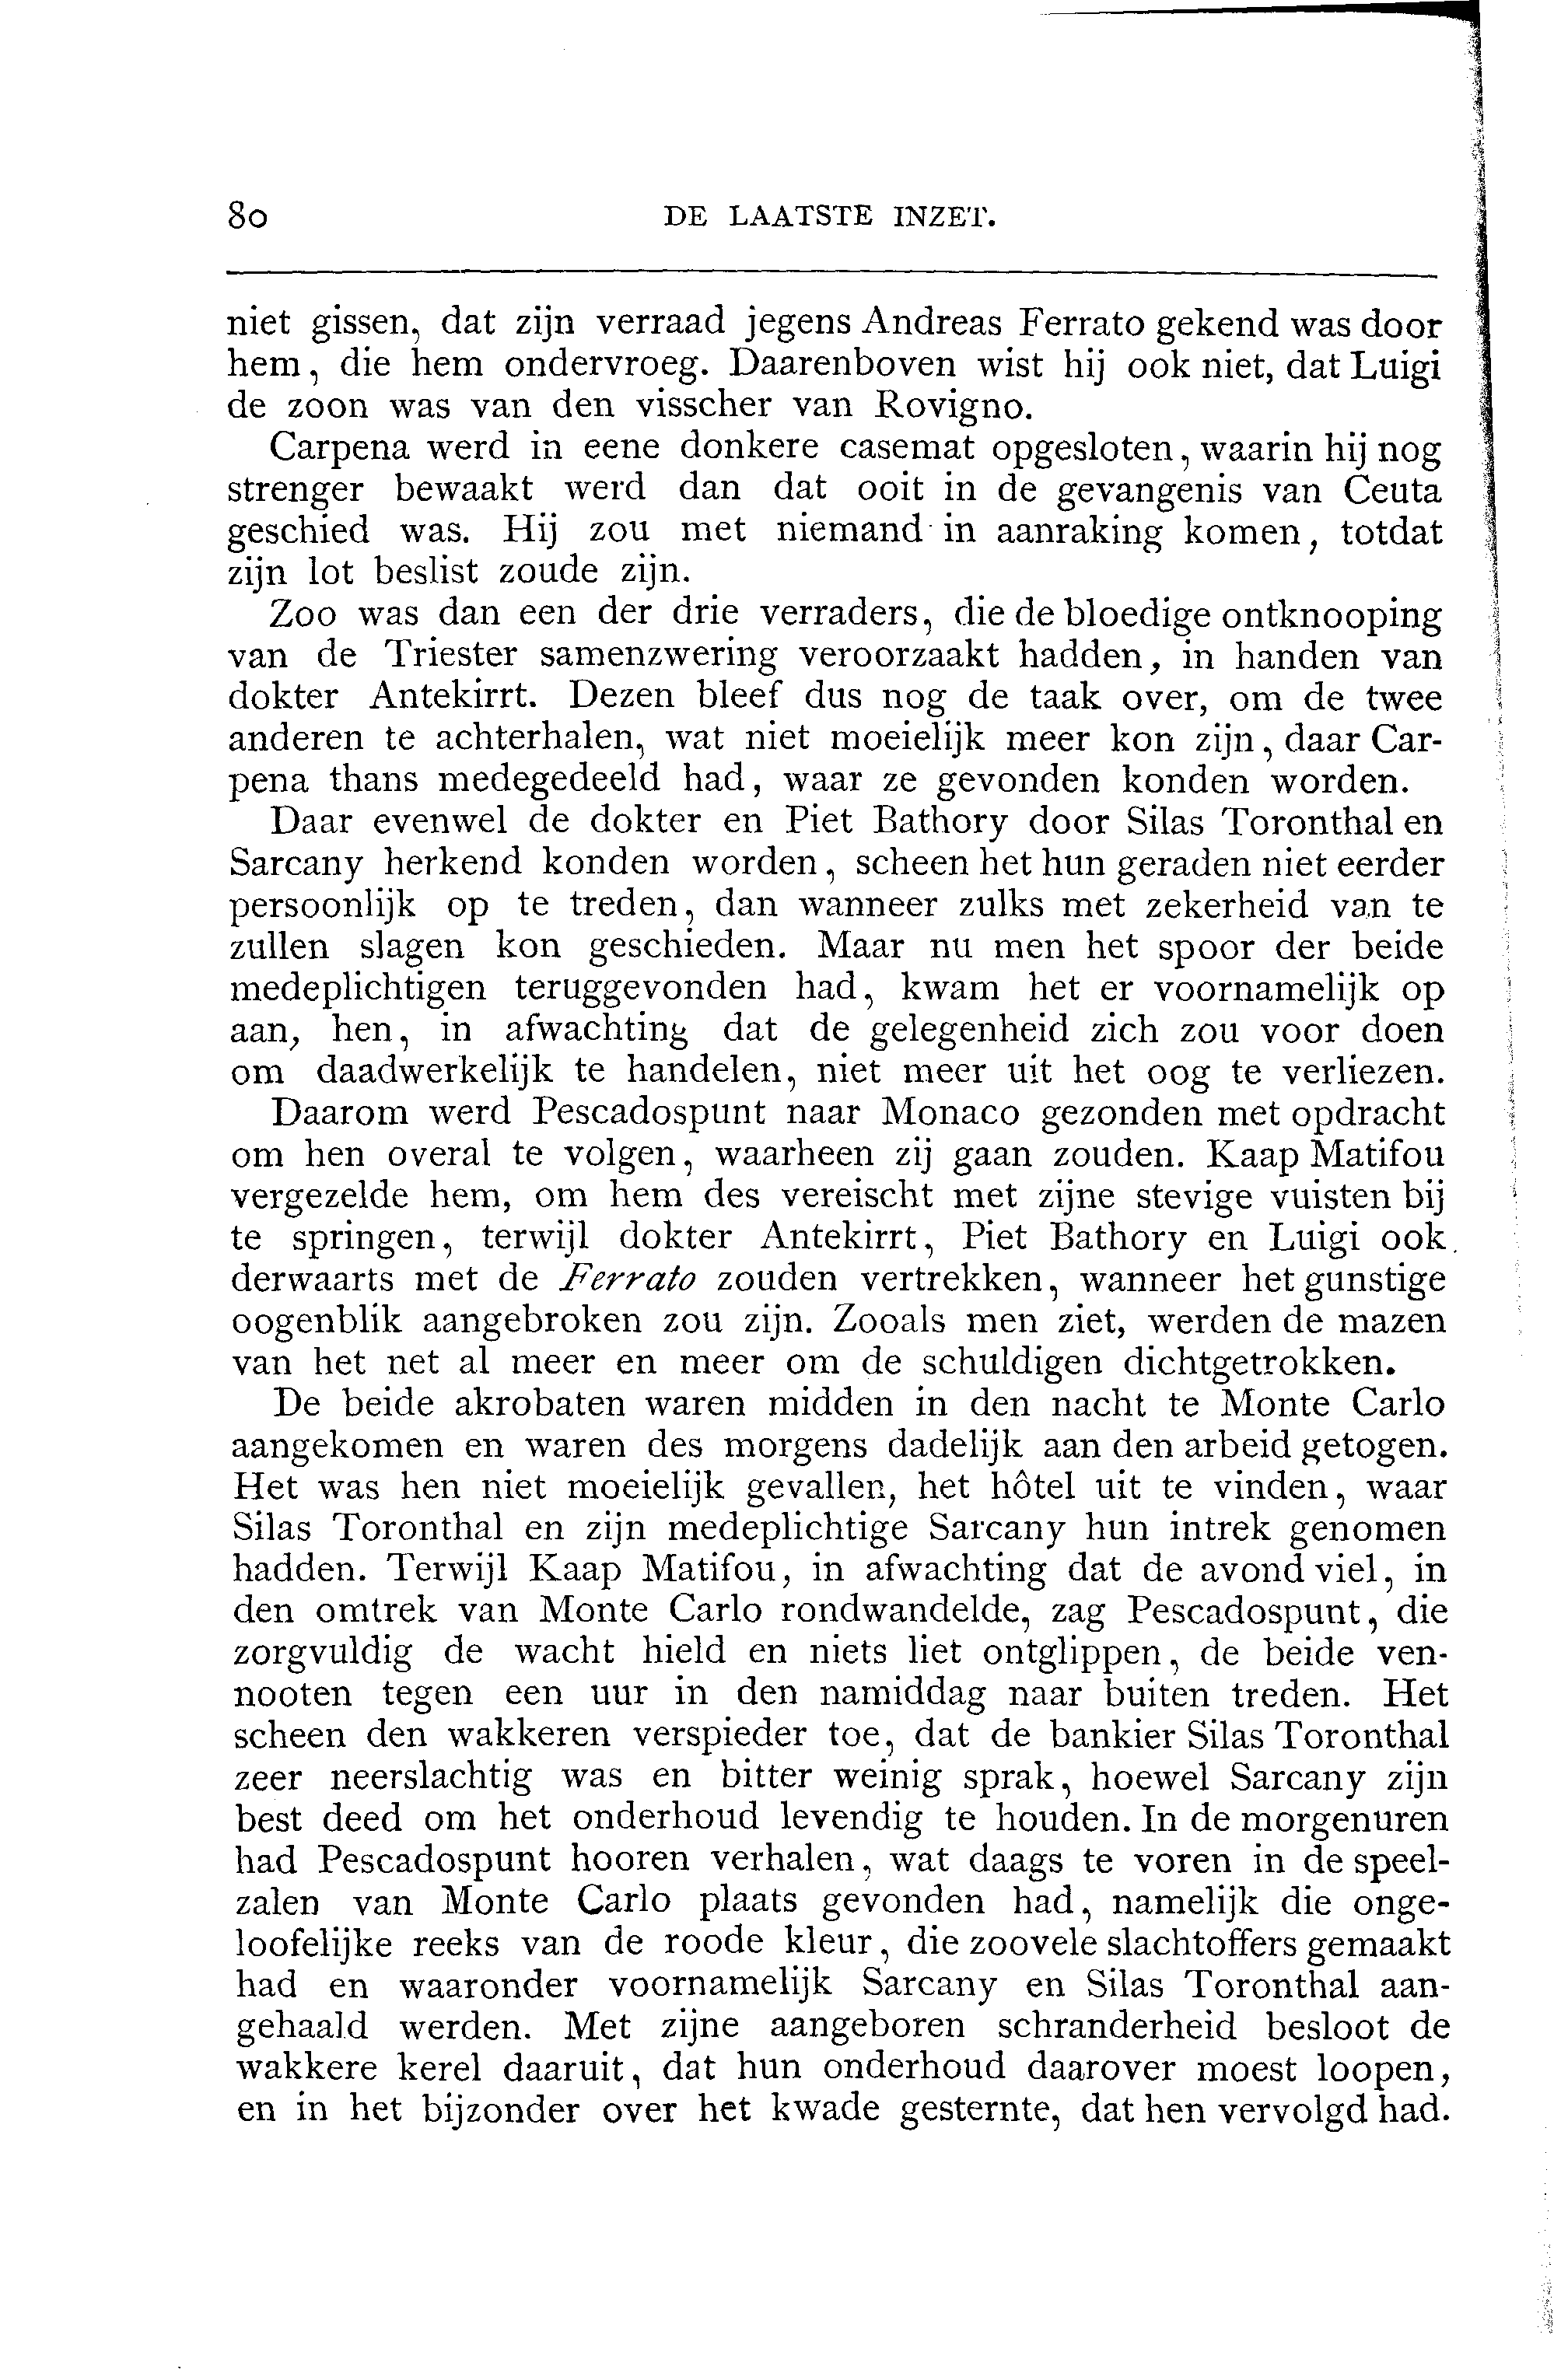 80 DE LAATSTE INZET.
niet gissen, dat zijn verraad jegens Andreas Ferrato gekend was door
hem, die hem ondervroeg. Daarenboven wist hij ook niet, dat Luigi
de zoon was van den visscher van Rovigno.
Carpena werd in eene donkere casemat opgesloten, waarin hij nog
strenger bewaakt werd dan dat ooit in de gevangenis van Ceuta
geschied was. Hij zou met niemand in aanraking komen, totdat
zijn lot beslist zoude zijn.
Zoo was dan een der drie verraders, die de bloedige ontknooping
van de Triester samenzwering veroorzaakt hadden, in handen van
dokter Antekirrt. Dezen bleef dus nog de taak over, om de twee
anderen te achterhalen, wat niet moeielijk meer kon zijn, daar Car-
pena thans medegedeeld had, waar ze gevonden konden worden.
Daar evenwel de dokter en Piet Bathory door Silas Toronthal en
Sarcany herkend konden worden, scheen het hun geraden niet eerder
persoonlijk op te treden, dan wanneer zulks met zekerheid van te
zullen slagen kon geschieden. Maar nu men het spoor der beide
medeplichtigen teruggevonden had, kwam het er voornamelijk op
aan, hen, in afwachting dat de gelegenheid zich zou voor doen
om daadwerkelijk te handelen, niet meer uit het oog te verliezen.
Daarom werd Pescadospunt naar Monaco gezonden met opdracht
om hen overal te volgen, waarheen zij gaan zouden. Kaap Matifou
vergezelde hem, om hem des vereischt met zijne stevige vuisten bij
te springen, terwijl dokter Antekirrt, Piet Bathory en Luigi ook
derwaarts met de Ferrato zouden vertrekken, wanneer het gunstige
oogenblik aangebroken zou zijn. Zooals men ziet, werden de mazen
van het net al meer en meer om de schuldigen dichtgetrokken.
De beide akrobaten waren midden in den nacht te Monte Carlo
aangekomen en waren des morgens dadelijk aan den arbeid getogen.
Het was hen niet moeielijk gevallen, het hôtel uit te vinden, waar
Silas Toronthal en zijn medeplichtige Sarcany hun intrek genomen
hadden. Terwijl Kaap Matifou, in afwachting dat de avond viel, in
den omtrek van Monte Carlo rondwandelde, zag Pescadospunt, die
zorgvuldig de wacht hield en niets liet ontglippen, de beide ven-
nooten tegen een uur in den namiddag naar buiten treden. Het
scheen den wakkeren verspieder toe, dat de bankier Silas Toronthal
zeer neerslachtig was en bitter weinig sprak, hoewel Sarcany zijn
best deed om het onderhoud levendig te houden. In de morgenuren
had Pescadospunt hooren verhalen, wat daags te voren in de speel-
zalen van Monte Carlo plaats gevonden had, namelijk die onge-
loofelijke reeks van de roode kleur, die zoovele slachtoffers gemaakt
had en waaronder voornamelijk Sarcany en Silas Toronthal aan-
gehaald werden. Met zijne aangeboren schranderheid besloot de
wakkere kerel daaruit, dat hun onderhoud daarover moest loopen,
en in het bijzonder over het kwade gesternte, dat hen vervolgd had.